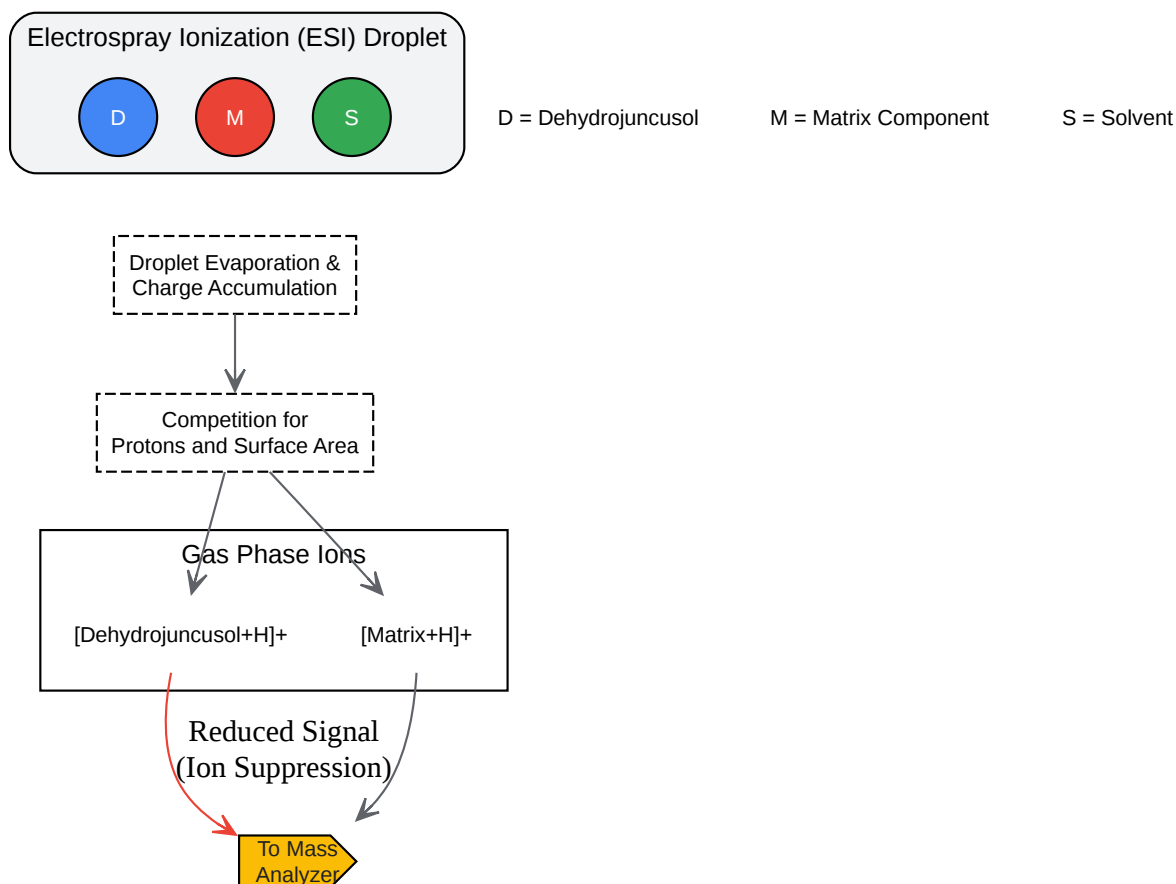 Electrospray Ionization (ESI) Droplet
D
M
S
D = Dehydrojuncusol
M = Matrix Component
S = Solvent
Droplet Evaporation &
Charge Accumulation
Competition for
Protons and Surface Area
Gas Phase Ions
[Dehydrojuncusol+H]+
[Matrix+H]+
Reduced Signal
(Ion Suppression)
To Mass
Analyzer